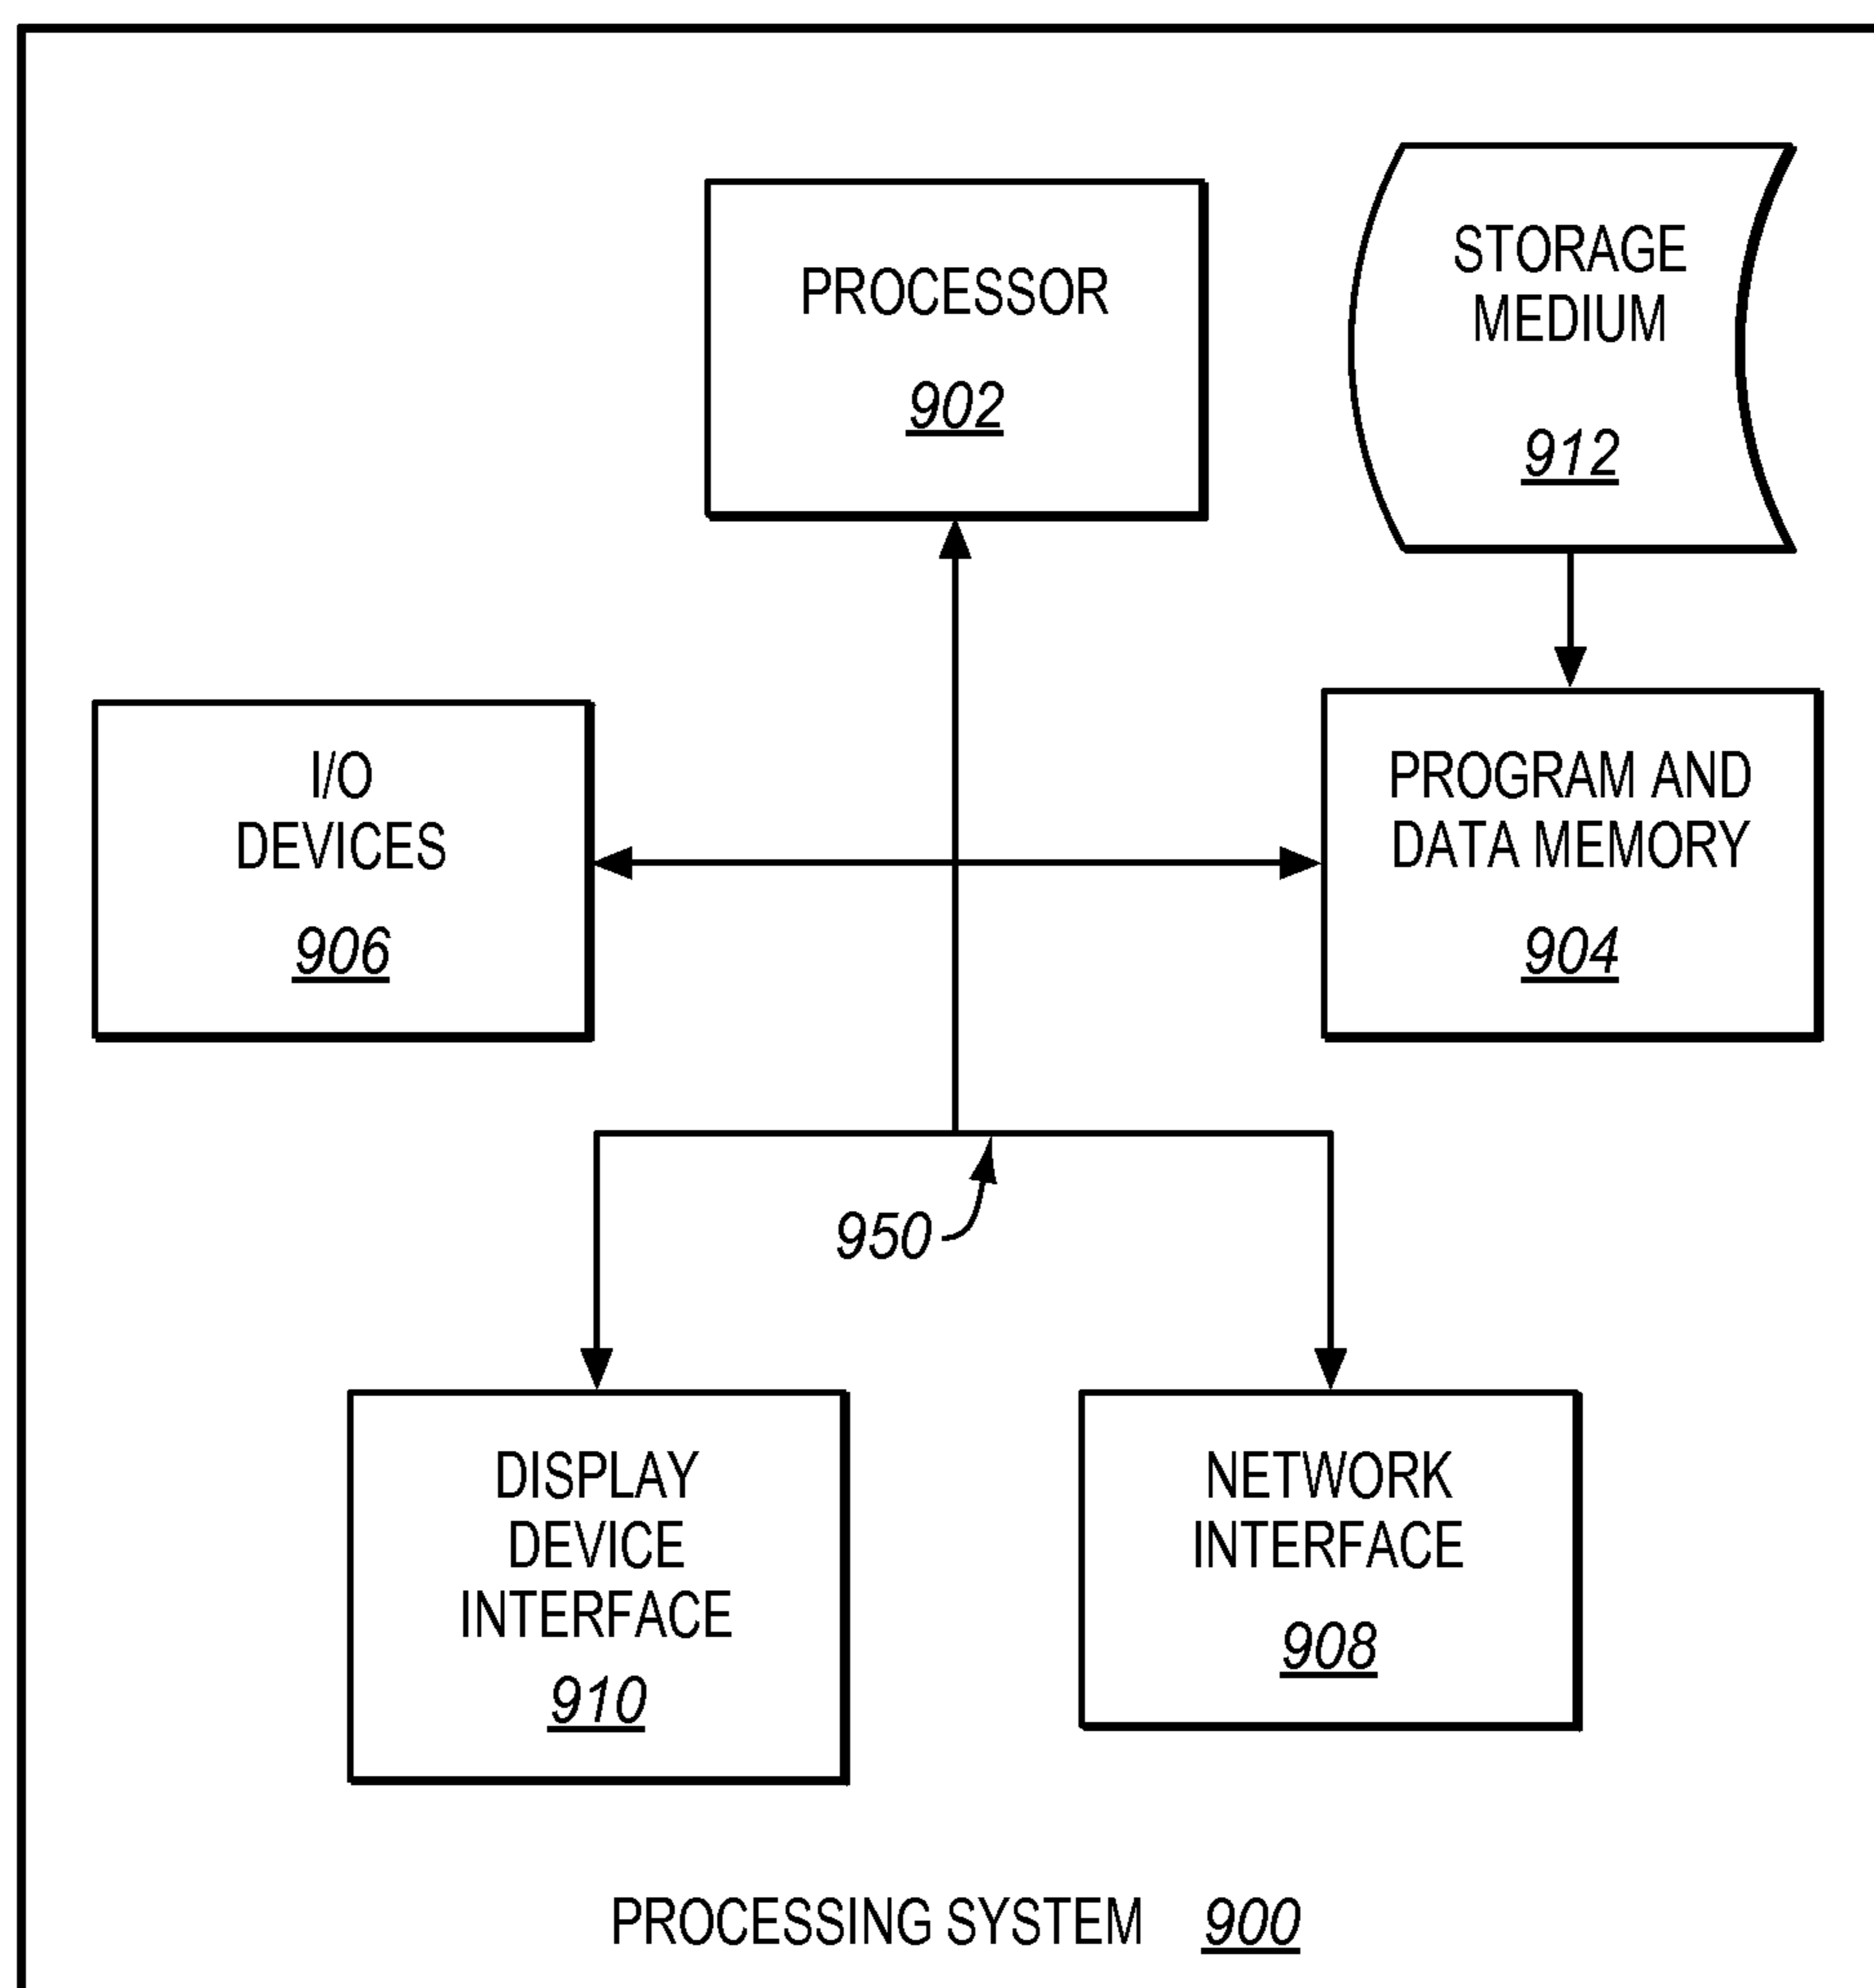 PROCESSOR
902
STORAGE
MEDIUM
912
I/O
DEVICES
906
PROGRAM AND
DATA MEMORY
904
950
DISPLAY
DEVICE
INTERFACE
910
NETWORK
INTERFACE
908
PROCESSING SYSTEM 900